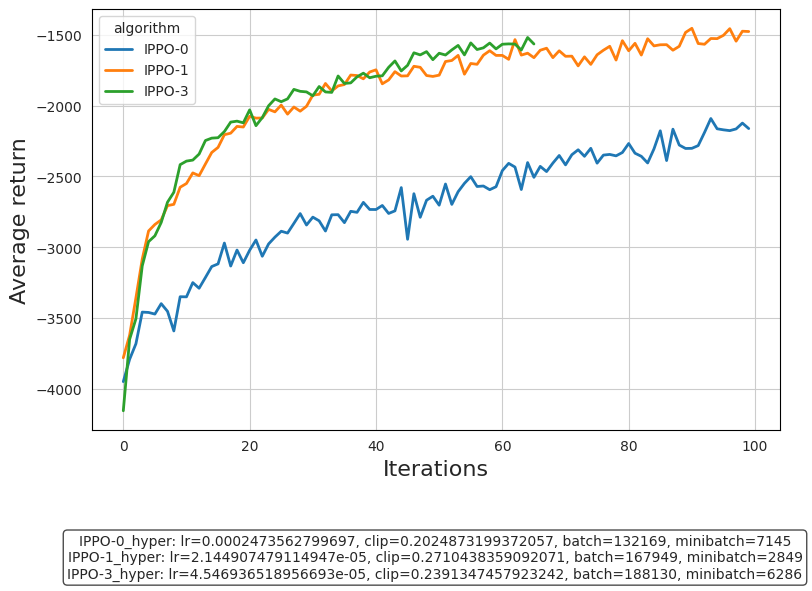 algorithm
IPPO-0
IPPO-1
IPPO-3
−1500
−2000
−2500
−3000
−3500
−4000
Average return
0 20 40 60 80 100
Iterations
IPPO-0_hyper: lr=0.0002473562799697, clip=0.2024873199372057, batch=132169, minibatch=7145
IPPO-1_hyper: lr=2.144907479114947e-05, clip=0.2710438359092071, batch=167949, minibatch=2849
IPPO-3_hyper: lr=4.546936518956693e-05, clip=0.2391347457923242, batch=188130, minibatch=6286